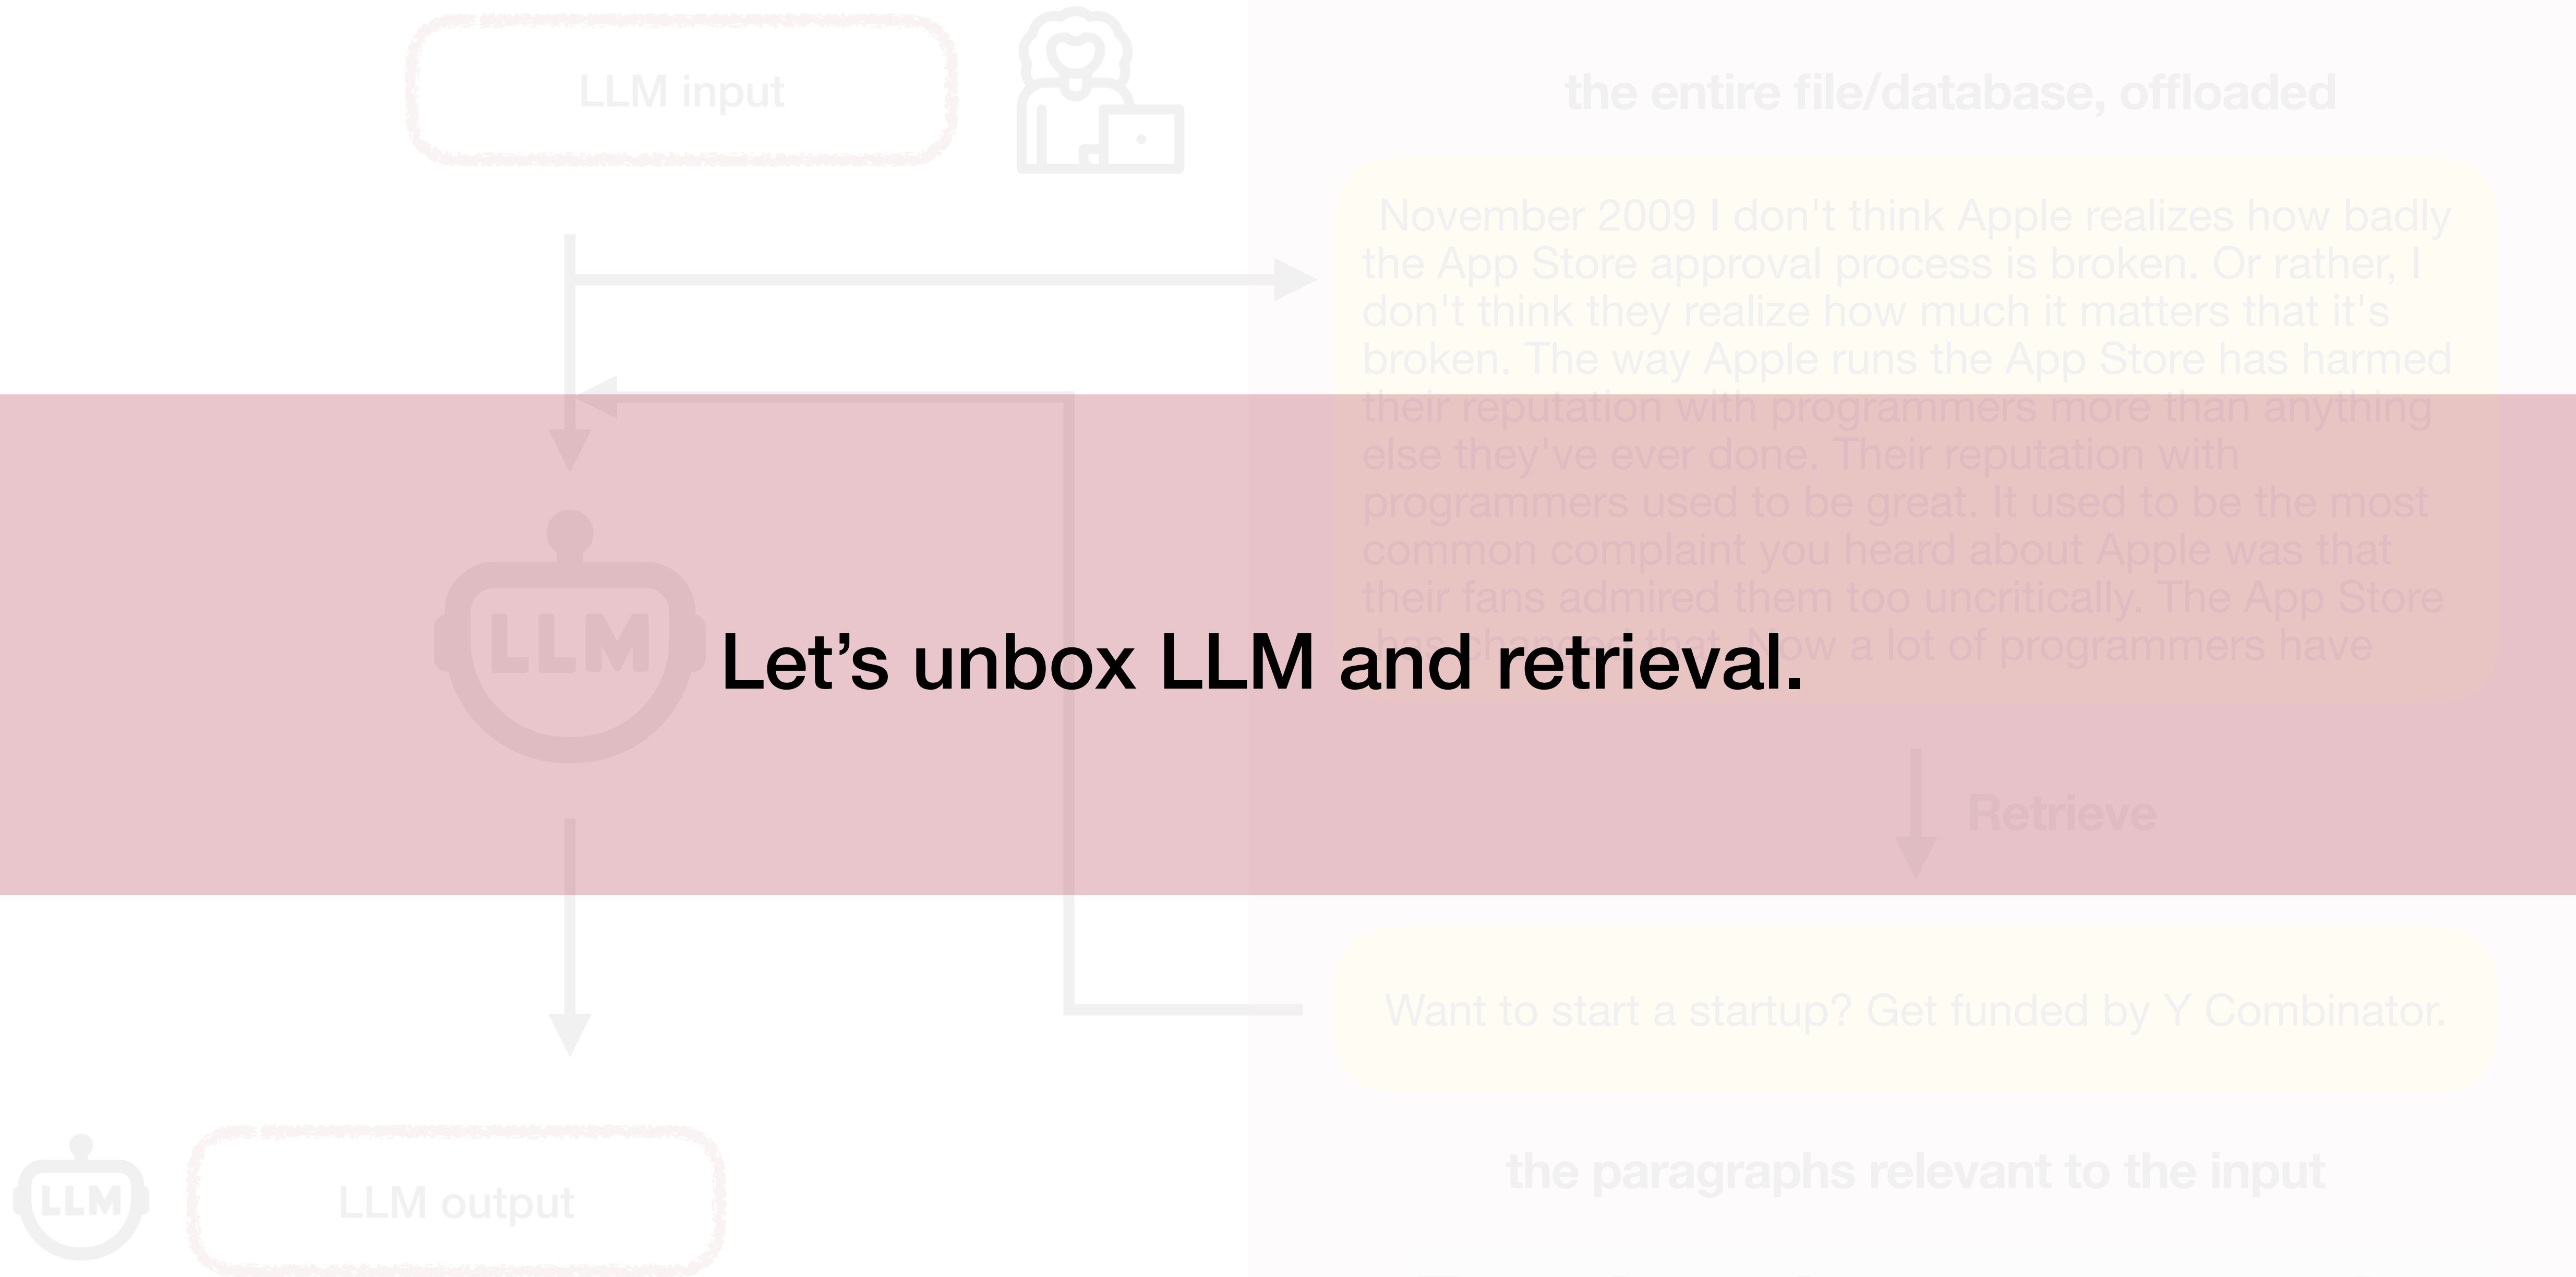 LLM input
the entire file/database, offloaded
November 2009 I don't think Apple realizes how badly
the App Store approval process is broken. Or rather, I
don't think they realize how much it matters that it's
broken. The way Apple runs the App Store has harmed
their reputation with programmers more than anything
else they've ever done. Their reputation with
programmers used to be great. It used to be the most
common complaint you heard about Apple was that
their fans admired them too uncritically. The App Store
has changed that. Now a lot of programmers have
LLM
Let’s unbox LLM and retrieval.
Retrieve
Want to start a startup? Get funded by Y Combinator.
the paragraphs relevant to the input
LLM
LLM output